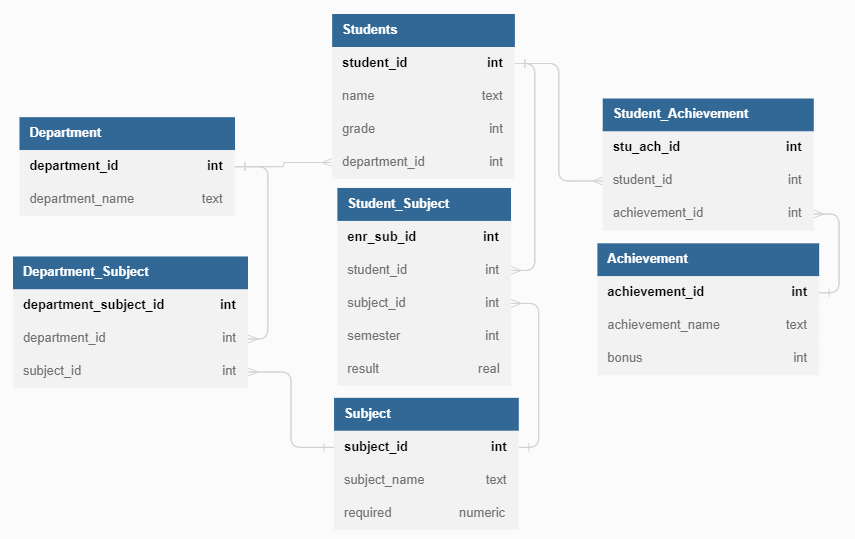 Students
student_id int
name text
grade int
department_id int
Department
department_id int
department_name text
Student_Achievement
stu_ach_id int
student_id int
achievement_id int
Student_Subject
enr_sub_id int
student_id int
subject_id int
semester int
result real
Department_Subject
department_subject_id int
department_id int
subject_id int
Achievement
achievement_id int
achievement_name text
bonus int
Subject
subject_id int
subject_name text
required numeric